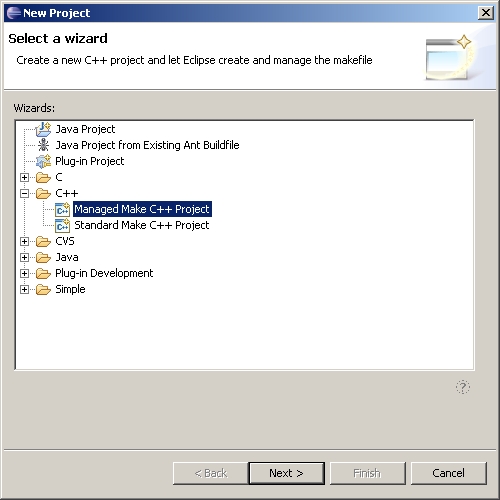 New Project
Select a wizard
Create a new C++ project and let Eclipse create and manage the makefile
Wizards:
Java Project
Java Project from Existing Ant Buildfile
Plug-in Project
C
C++
Managed Make C++ Project
Standard Make C++ Project
CVS
Java
Plug-in Development
Simple
?
< Back
Next >
Finish
Cancel